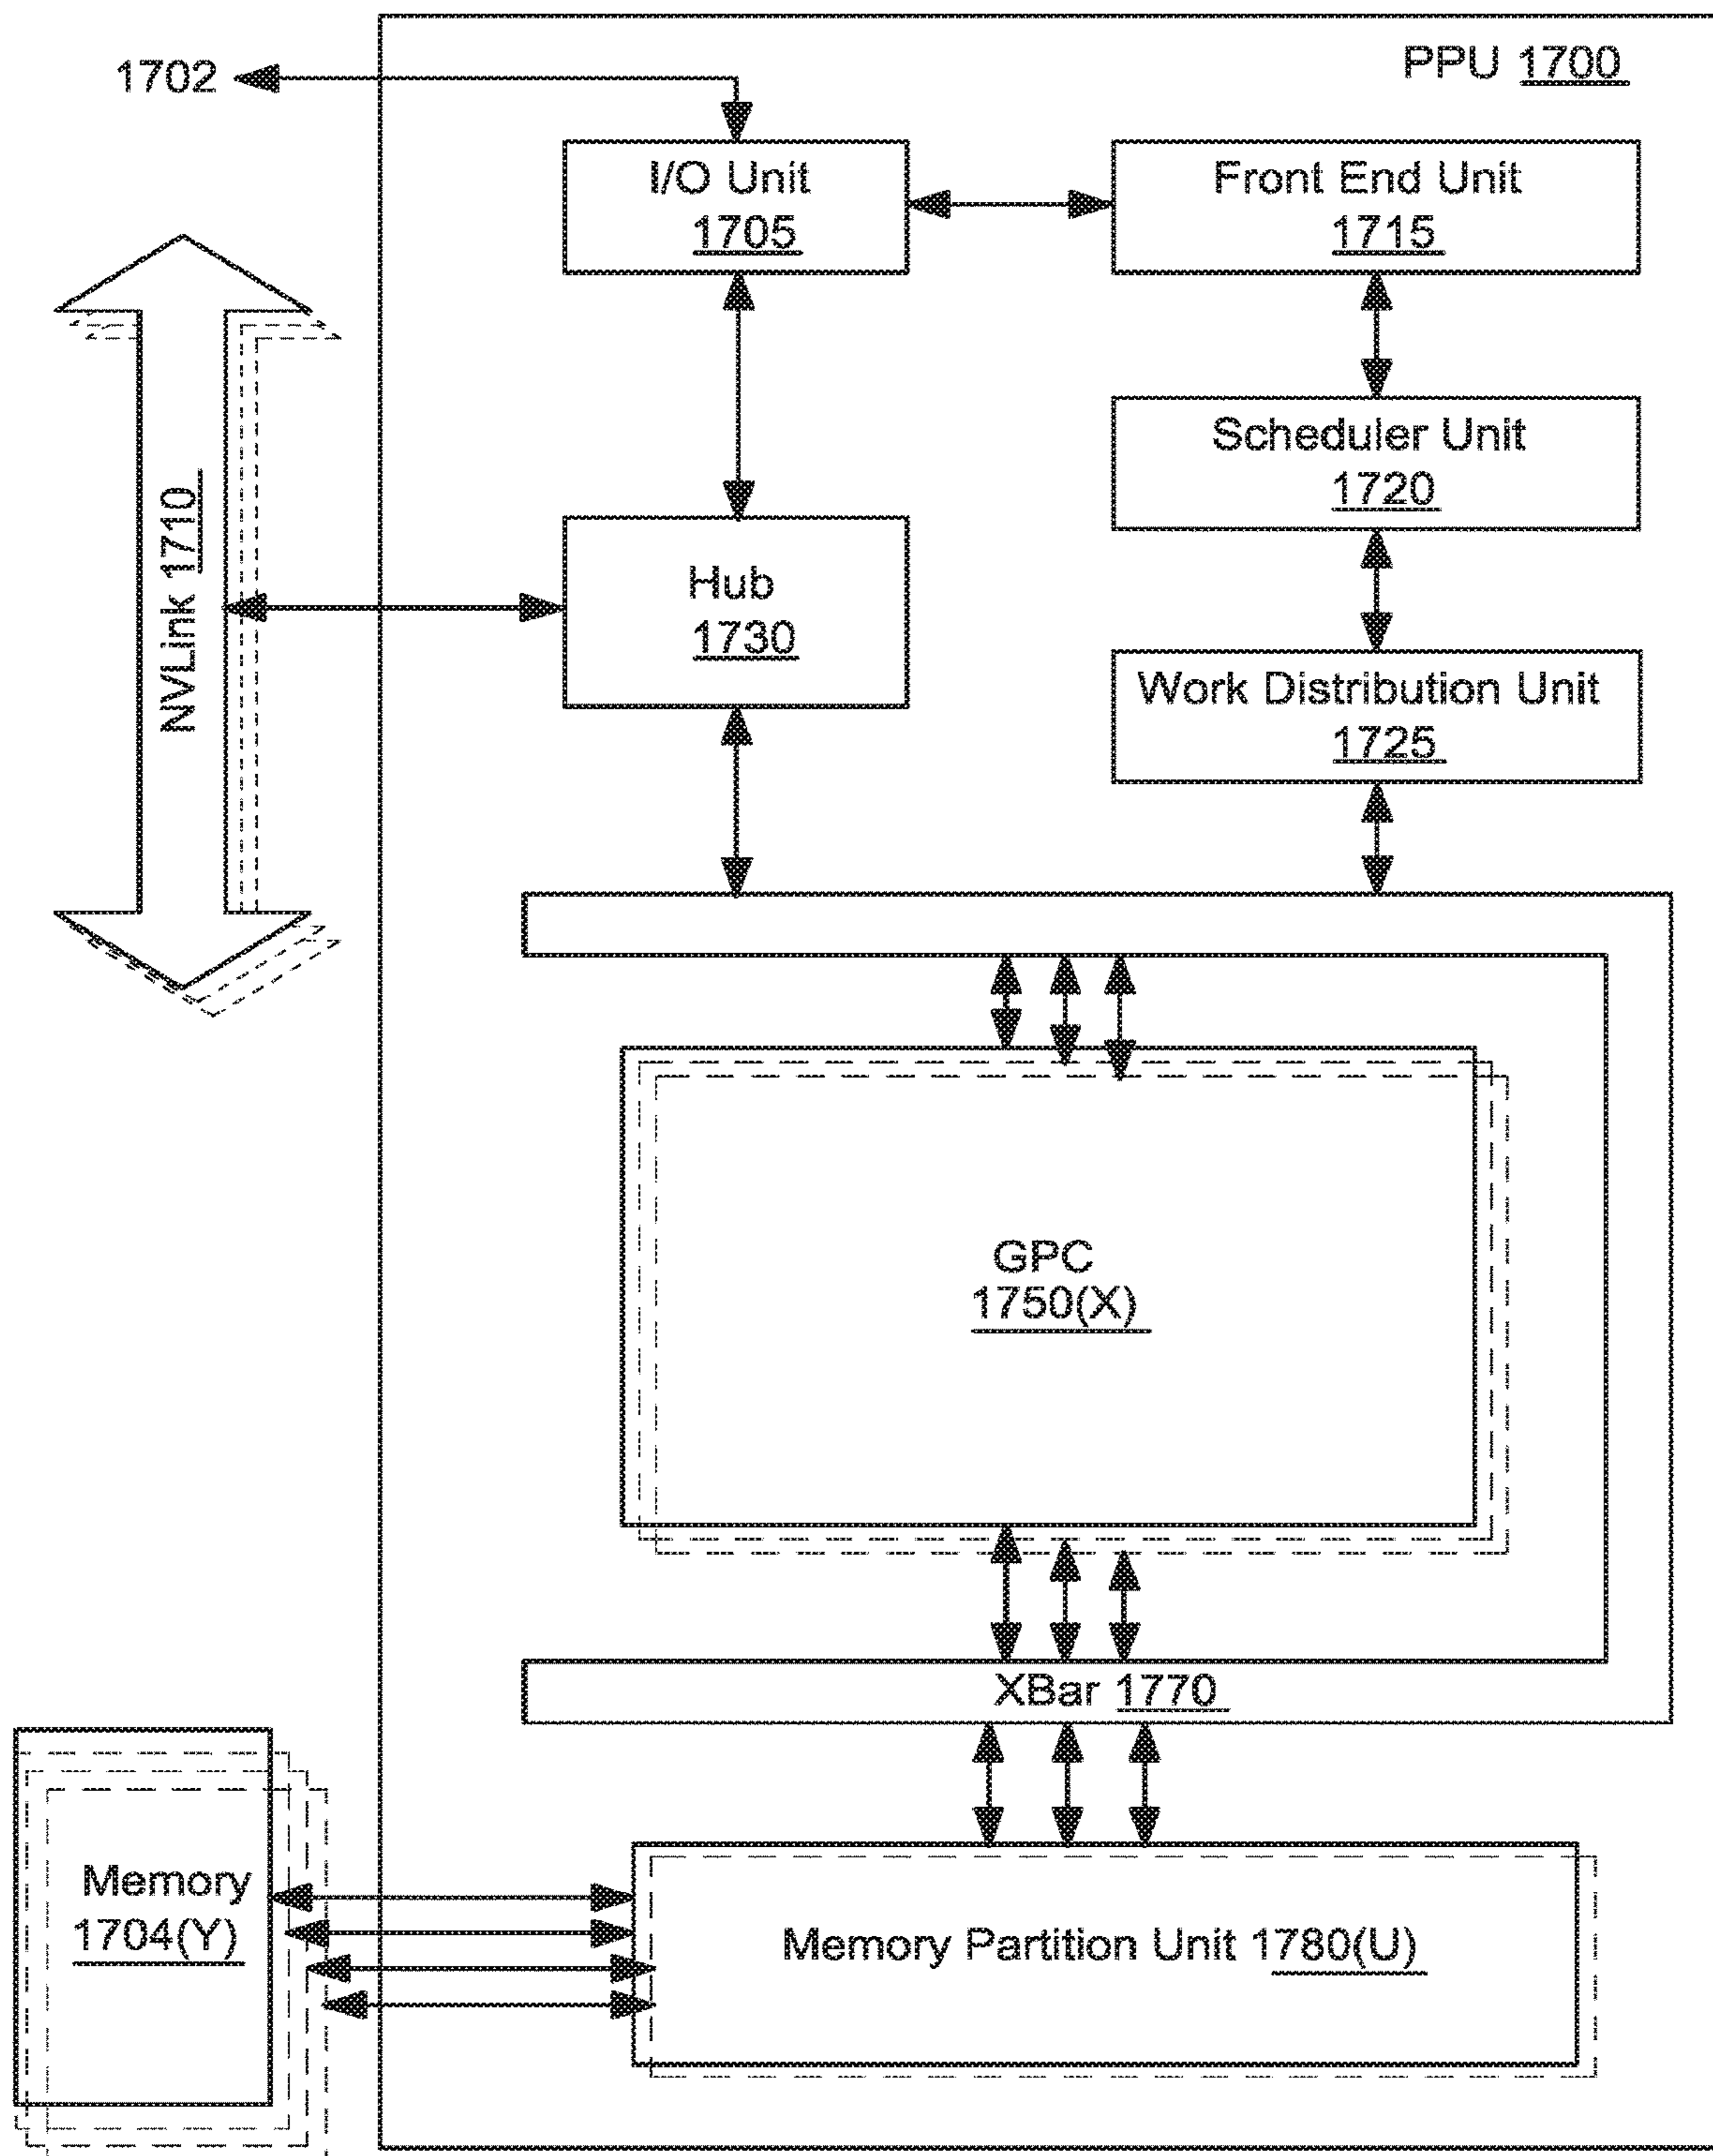 PPU 1700
1702
I/O Unit
1705
Front End Unit
1715
Scheduler Unit
1720
NVLink 1710
Hub
1730
Work Distribution Unit
1725
GPC
1750(X)
XBar 1770
Memory
1704(Y)
Memory Partition Unit 1780(U)